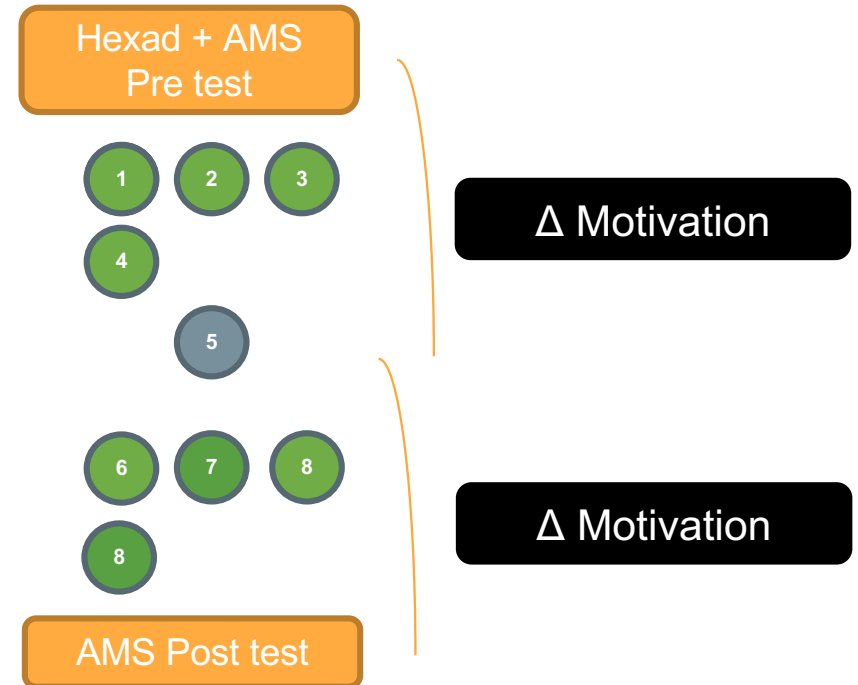 Hexad + AMS
Pre test
1 2 3
4
Δ Motivation
5
6 7 8
Δ Motivation
8
AMS Post test